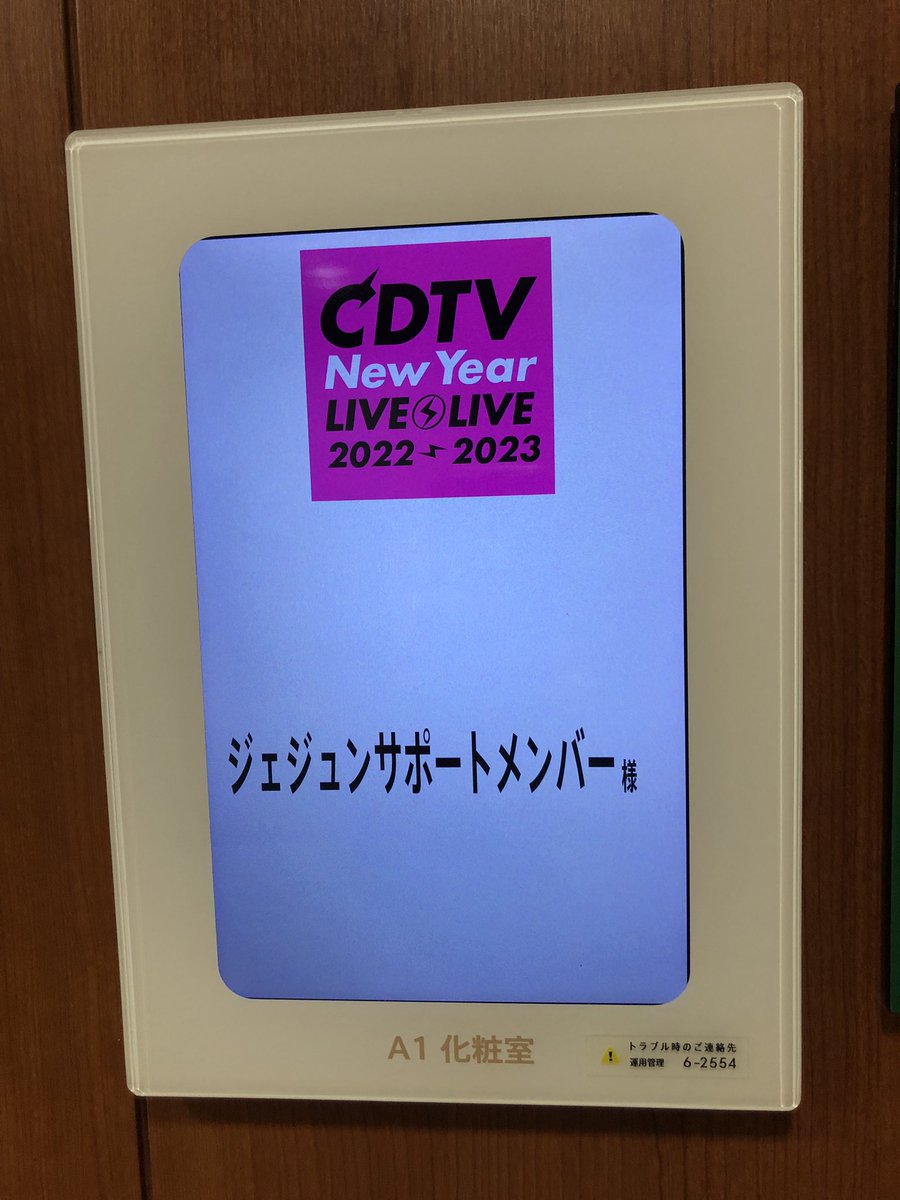 CDTV
New Year
LIVE LIVE
2022 2023
ジェジュンサポートメンバー様
A1 化粧室
トラブル時のご連絡先
運用管理 6-2554